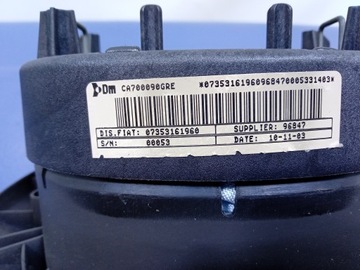 Dm CA700090GRE *07353161960968470005331403*
DIS.FIAT: 07353161960 SUPPLIER: 96847
S/N: 00053 DATE: 10-11-03